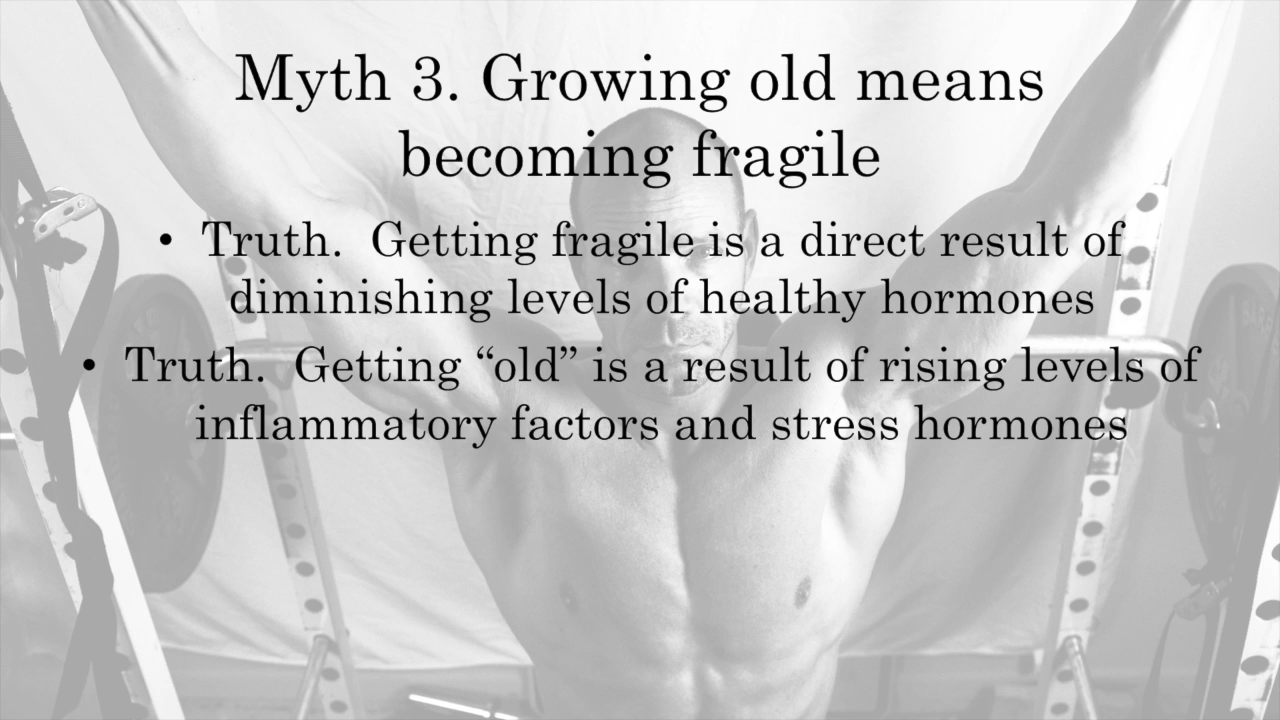 Myth 3. Growing old means
becoming fragile
• Truth.  Getting fragile is a direct result of
diminishing levels of healthy hormones
• Truth.  Getting “old” is a result of rising levels of
inflammatory factors and stress hormones